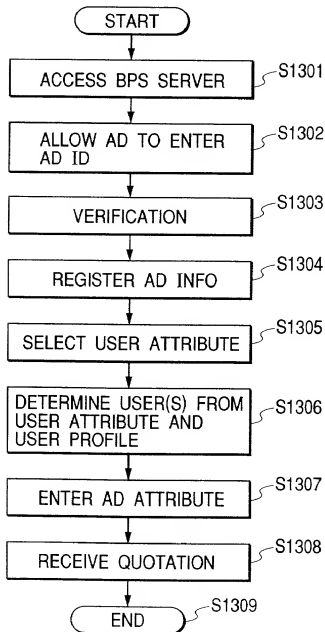 START
ACCESS BPS SERVER
S1301
ALLOW AD TO ENTER
AD ID
S1302
VERIFICATION
S1303
REGISTER AD INFO
S1304
SELECT USER ATTRIBUTE
S1305
DETERMINE USER(S) FROM
USER ATTRIBUTE AND
USER PROFILE
S1306
ENTER AD ATTRIBUTE
S1307
RECEIVE QUOTATION
S1308
END
S1309